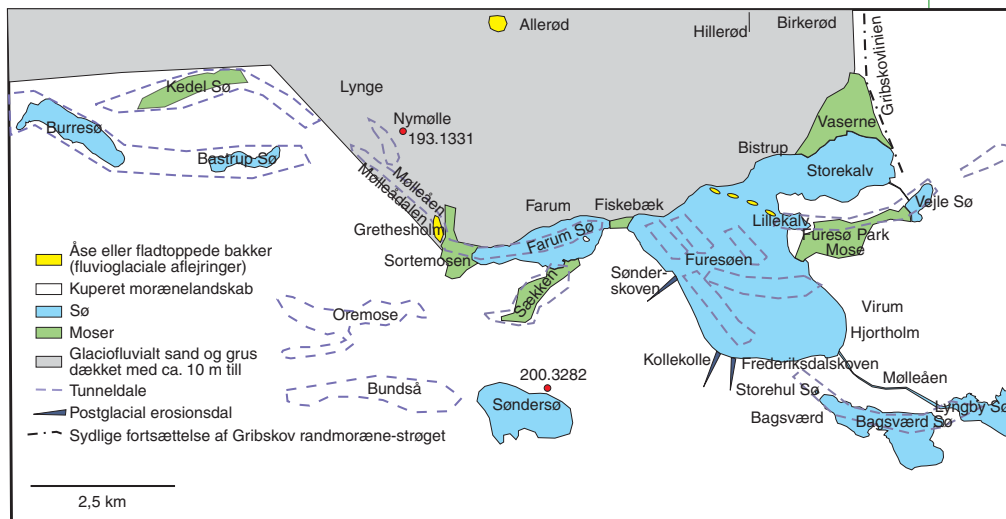 Allerød
Hillerød
Birkerød
Gribskovlinien
Kedel Sø
Lynge
Burresø
Nymølle
193.1331
Vaserne
Bastrup Sø
Bistrup
Mølleåen
Mølleådalen
Storekalv
Farum
Fiskebæk
Vejle Sø
Grethesholm
Lillekalv
Farum Sø
Furesø Park
Mose
Åse eller fladtoppede bakker
(fluvioglaciale aflejringer)
Sortemosen
Furesøen
Kuperet morænelandskab
Sønder-
skoven
Sø
Sækken
Moser
Oremose
Virum
Hjortholm
Glaciofluvialt sand og grus
dækket med ca. 10 m till
Kollekolle
Frederiksdalskoven
Tunneldale
Bundså
200.3282
Storehul Sø
Mølleåen
Postglacial erosionsdal
Søndersø
Lyngby Sø
Bagsværd
Bagsværd Sø
Sydlige fortsættelse af Gribskov randmoræne-strøget
2,5 km